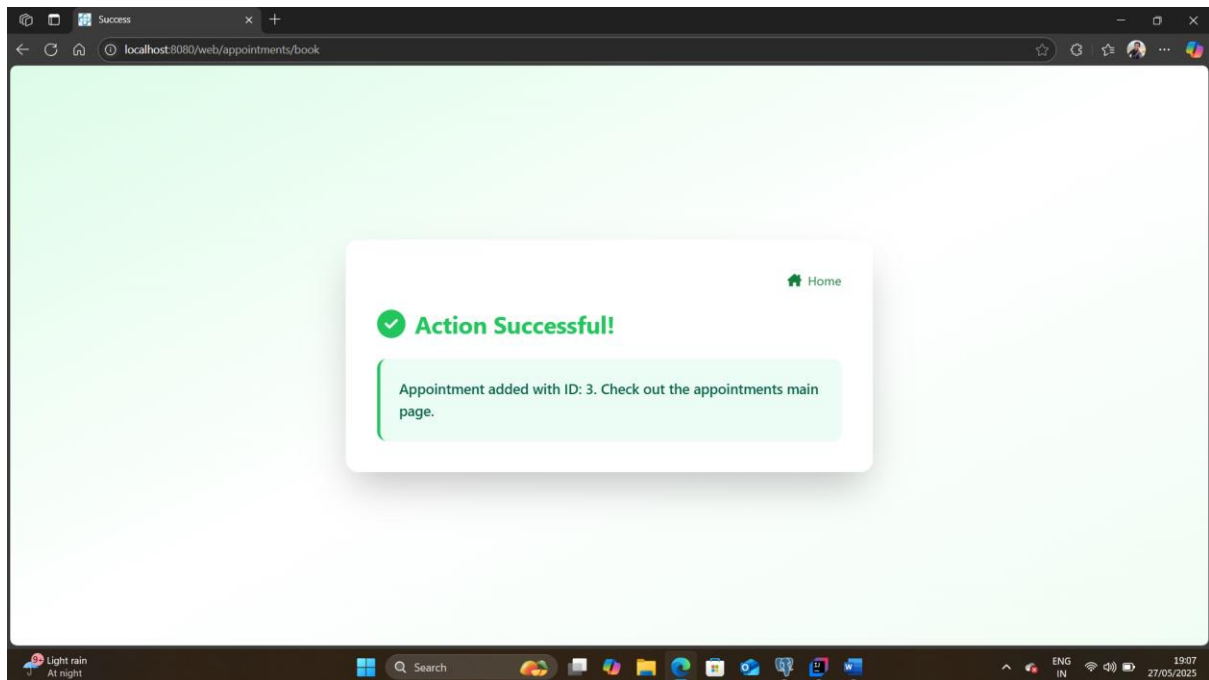 Success
localhost:8080/web/appointments/book
Home
Action Successful!
Appointment added with ID: 3. Check out the appointments main
page.
9+
Light rain
At night
Search
ENG
IN
19:07
27/05/2025